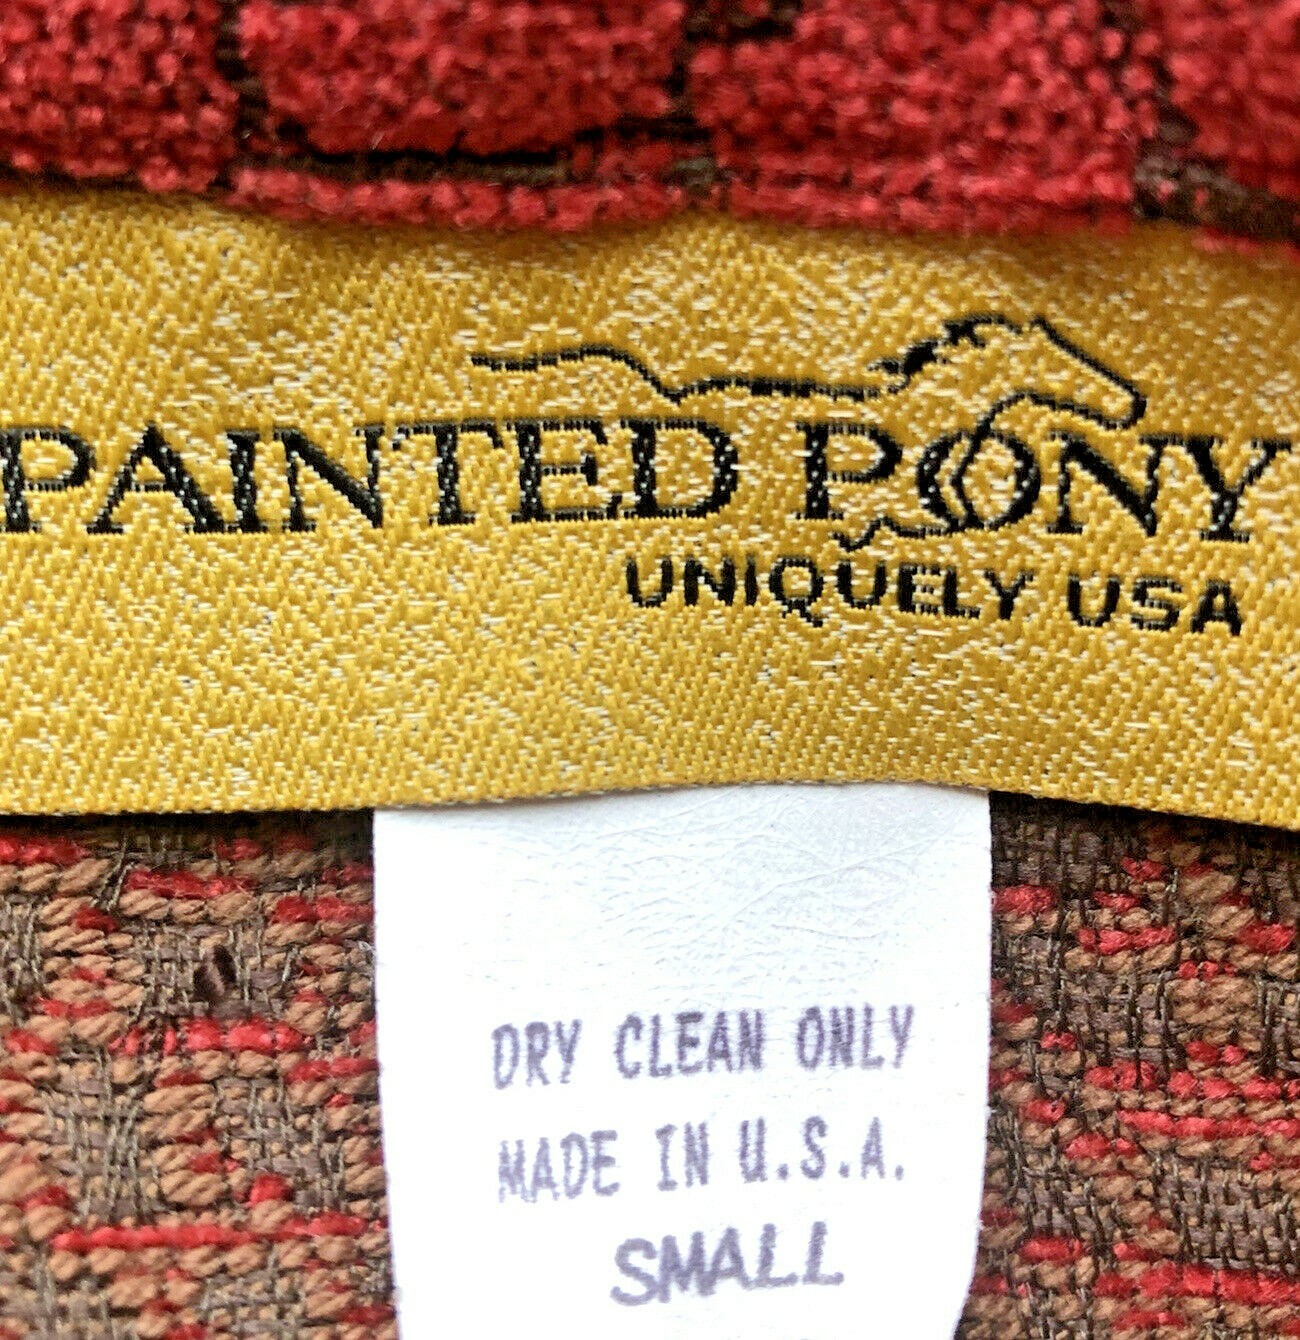 PAINTED PONY
UNIQUELY USA
DRY CLEAN ONLY
MADE IN U.S.A.
SMALL